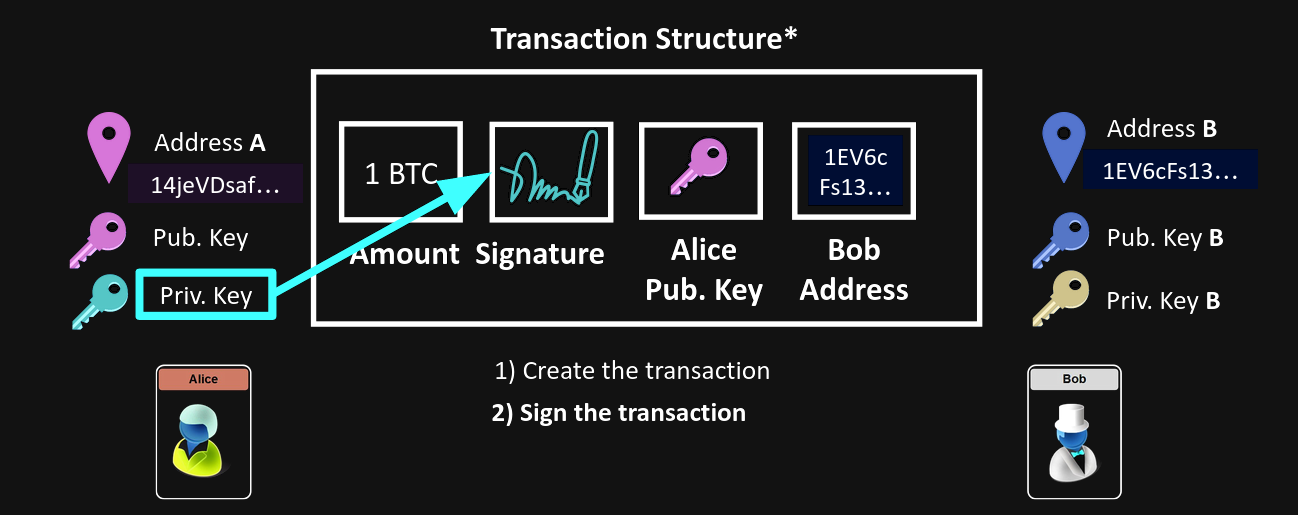 Transaction Structure*
Address A
14jeVDsaf...
Pub. Key
Priv. Key
1 BTC
Amount
Signature
Alice
Pub. Key
1EV6c
Fs13...
Bob
Address
Address B
1EV6cFs13...
Pub. Key B
Priv. Key B
1) Create the transaction
2) Sign the transaction
Alice
Bob